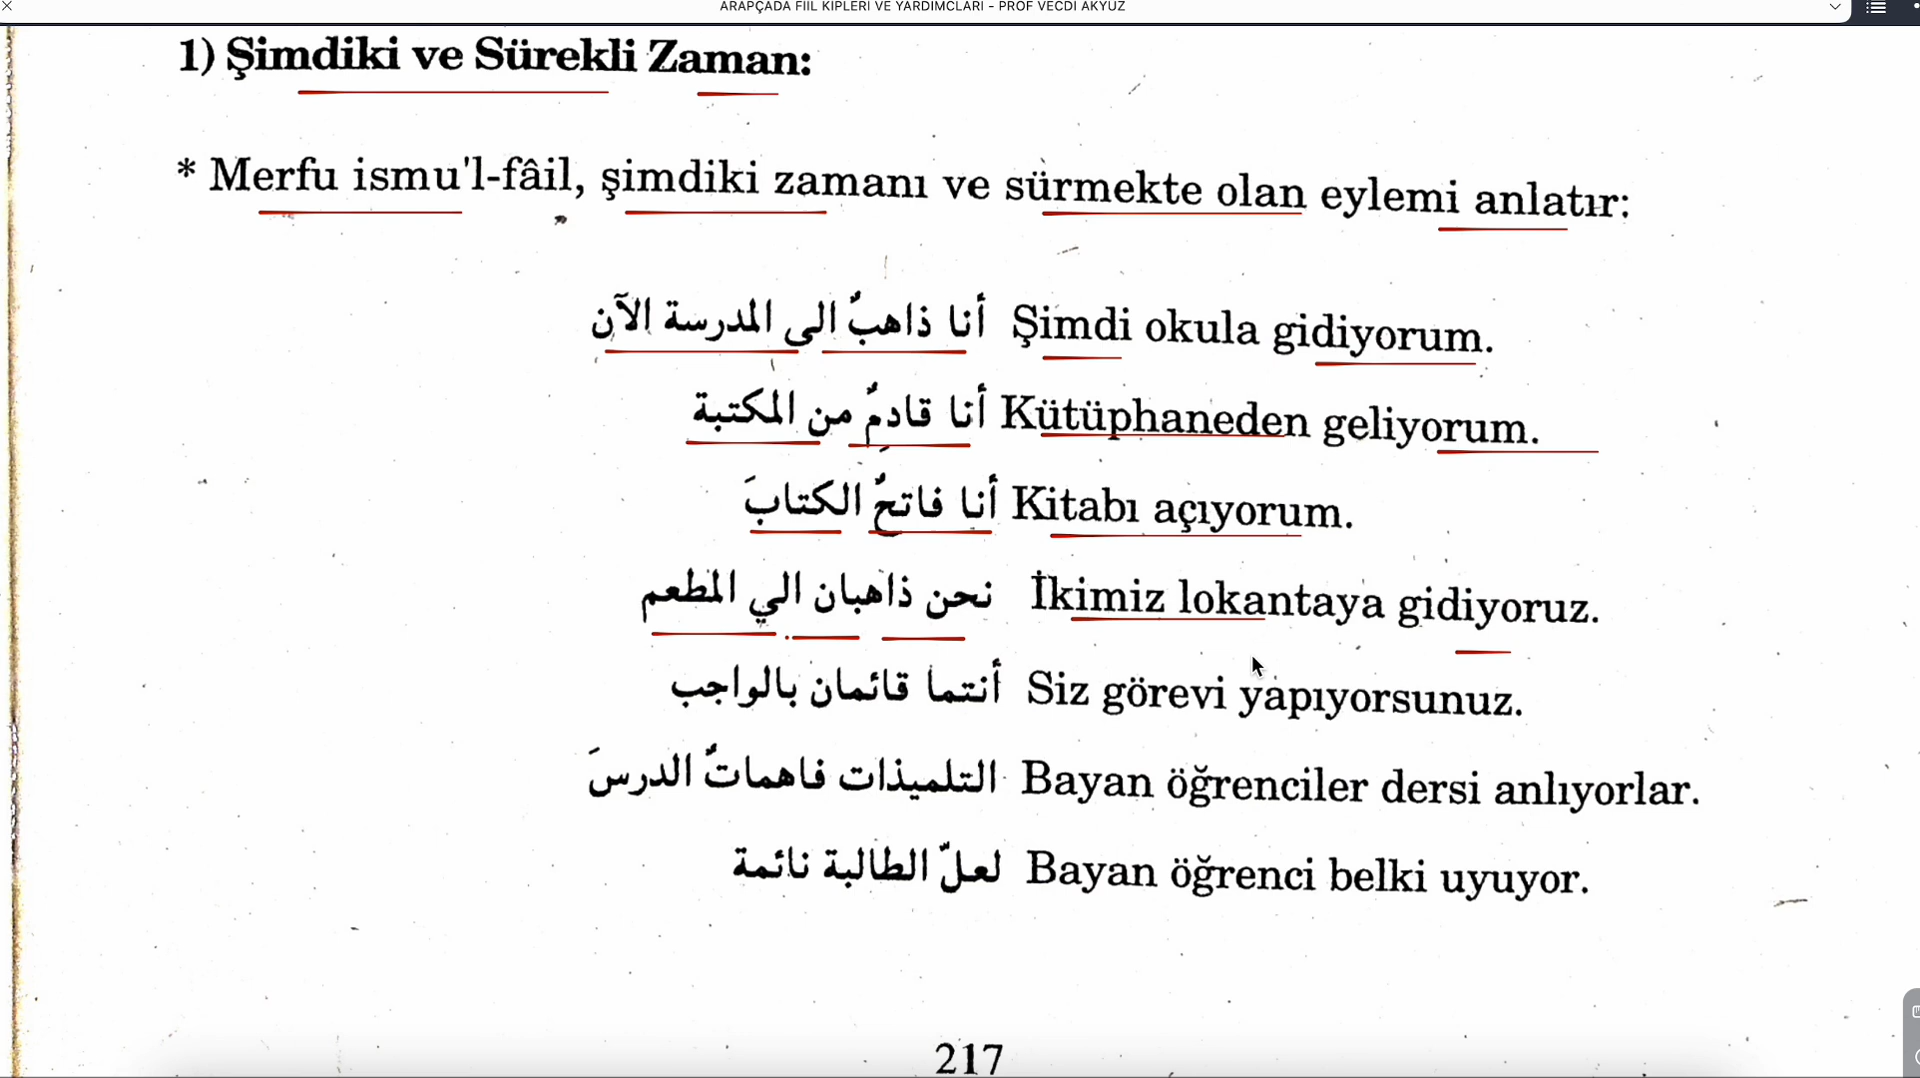 ARAPÇADA FİİL KİPLERİ VE YARDIMCLARI - PROF VECDİ AKYÜZ
1) Şimdiki ve Sürekli Zaman:
* Merfu ismu'l-fâil, şimdiki zamanı ve sürmekte olan eylemi anlatır:
أنا ذاهبٌ الى المدرسة الآن Şimdi okula gidiyorum.
أنا قادمٌ من المكتبة Kütüphaneden geliyorum.
أنا فاتحٌ الكتابَ Kitabı açıyorum.
نحن ذاهبان الي المطعم İkimiz lokantaya gidiyoruz.
أنتما قائمان بالواجب Siz görevi yapıyorsunuz.
التلميذات فاهماتٌ الدرسَ Bayan öğrenciler dersi anlıyorlar.
لعلّ الطالبة نائمة Bayan öğrenci belki uyuyor.
217